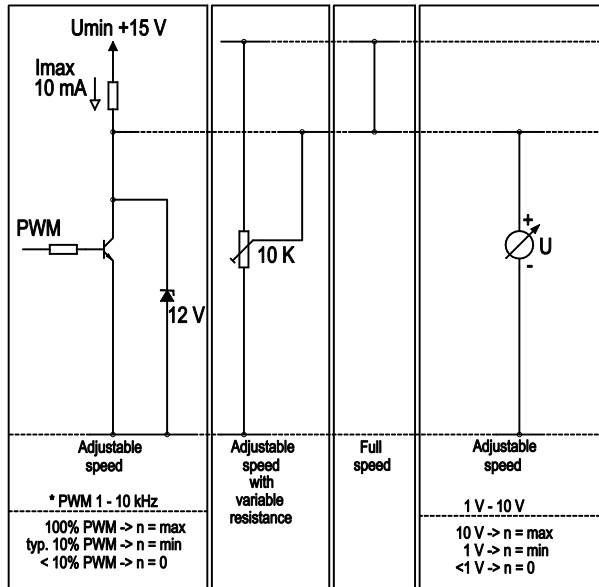 Umin +15 V
Imax
10 mA
PWM
12 V
10 K
+
U
-
Adjustable
speed
* PWM 1 - 10 kHz
100% PWM -> n = max
typ. 10% PWM -> n = min
< 10% PWM -> n = 0
Adjustable
speed
with
variable
resistance
Full
speed
Adjustable
speed
1 V - 10 V
10 V -> n = max
1 V -> n = min
<1 V -> n = 0